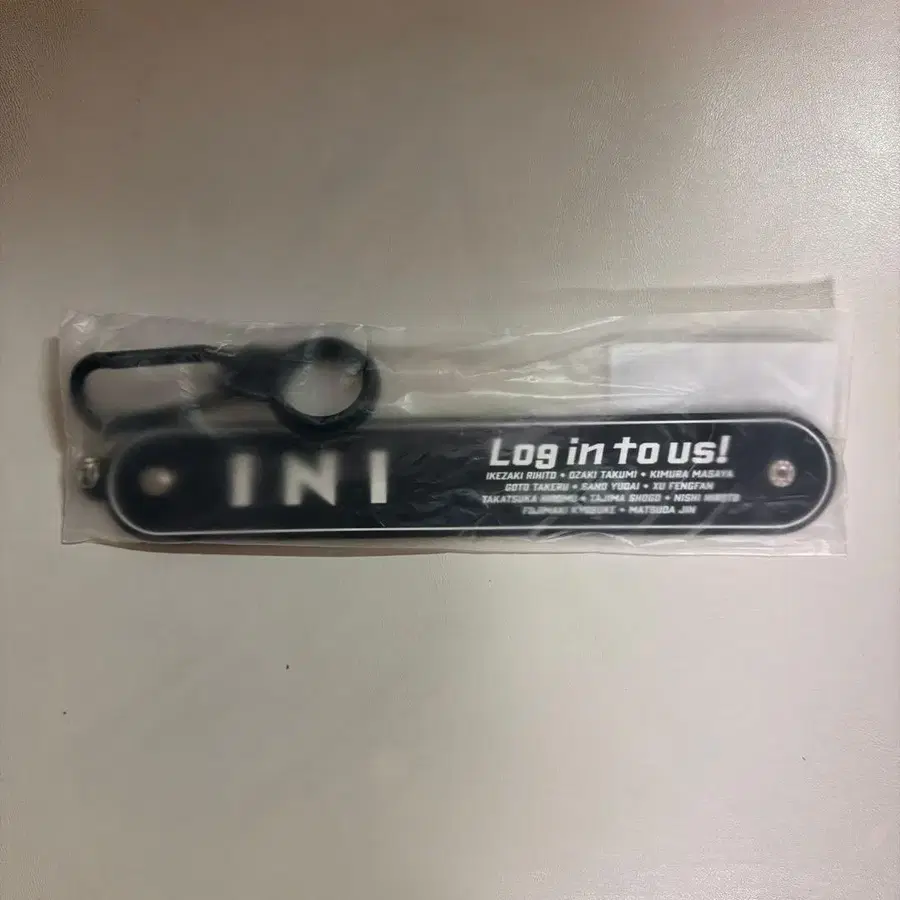 INI
Log in to us!
IKEZAKI RIHITO • OZAKI TAKUMI • KIMURA MASAYA
GOTO TAKERU • SANO YUDAI • XU FENGFAN
TAKATSUKA HIROMU • TAJIMA SHOGO • NISHI HIROTO
FUJIMAKI KYOSUKE • MATSUDA JIN